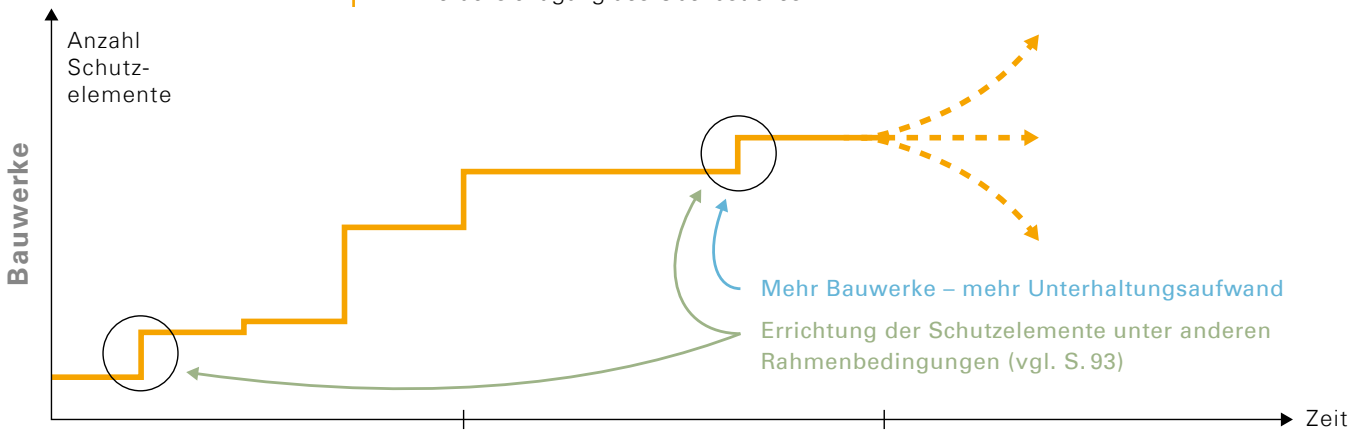 Anzahl
Schutz-
elemente
Bauwerke
Mehr Bauwerke – mehr Unterhaltungsaufwand
Errichtung der Schutzelemente unter anderen
Rahmenbedingungen (vgl. S. 93)
Zeit